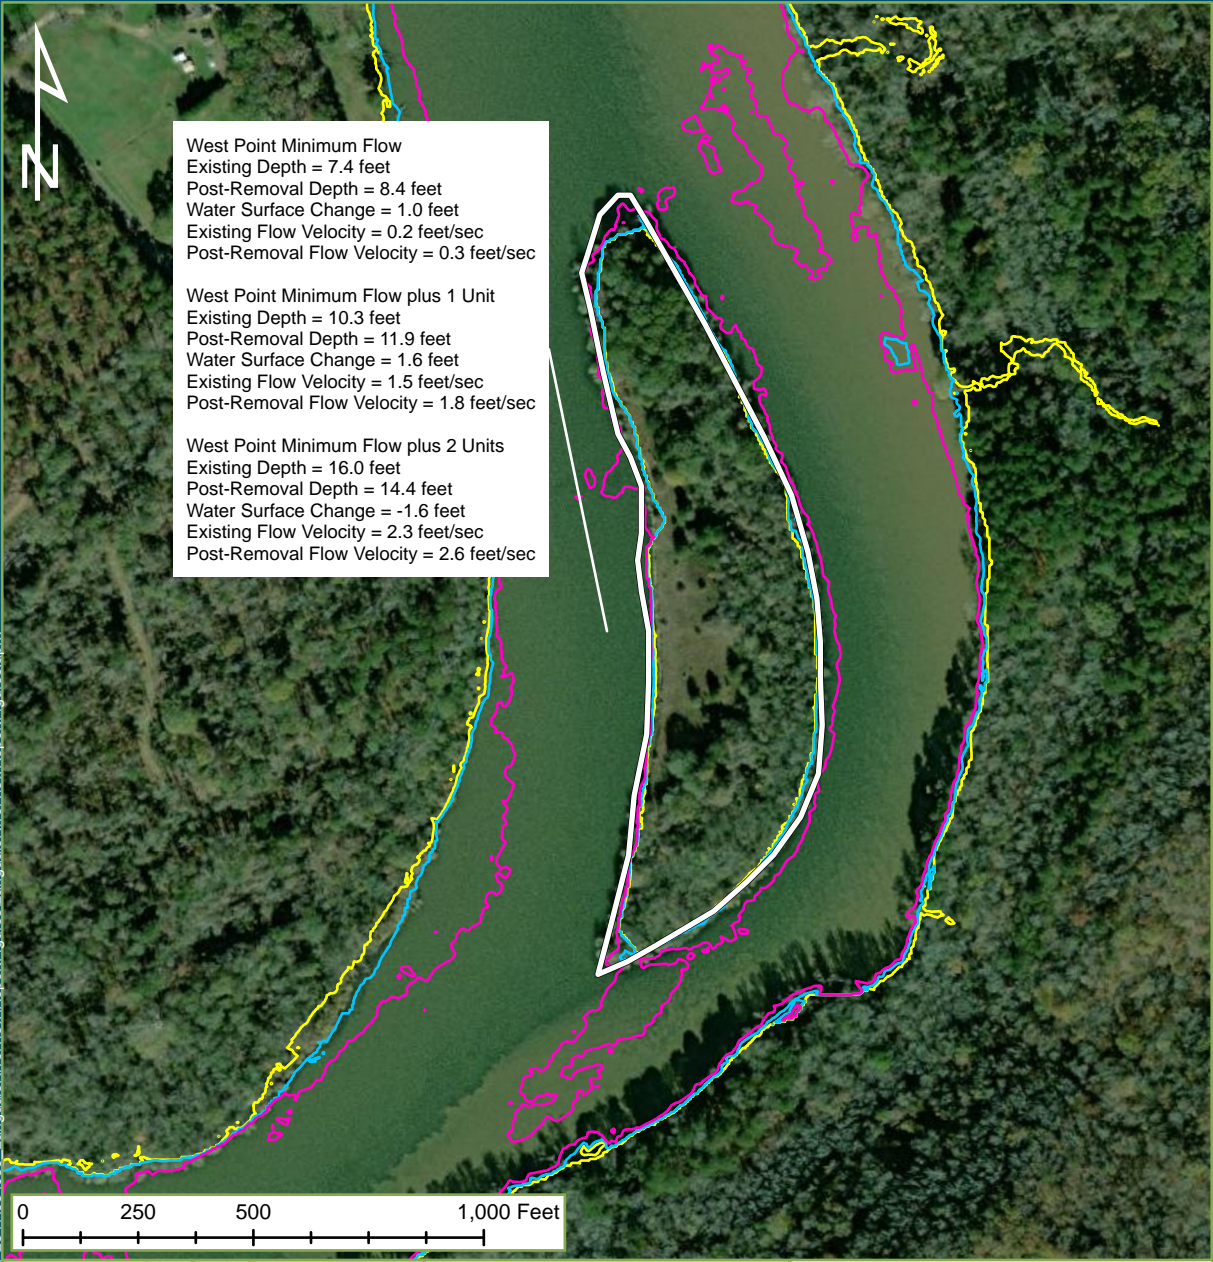 N
West Point Minimum Flow
Existing Depth = 7.4 feet
Post-Removal Depth = 8.4 feet
Water Surface Change = 1.0 feet
Existing Flow Velocity = 0.2 feet/sec
Post-Removal Flow Velocity = 0.3 feet/sec
West Point Minimum Flow plus 1 Unit
Existing Depth = 10.3 feet
Post-Removal Depth = 11.9 feet
Water Surface Change = 1.6 feet
Existing Flow Velocity = 1.5 feet/sec
Post-Removal Flow Velocity = 1.8 feet/sec
West Point Minimum Flow plus 2 Units
Existing Depth = 16.0 feet
Post-Removal Depth = 14.4 feet
Water Surface Change = -1.6 feet
Existing Flow Velocity = 2.3 feet/sec
Post-Removal Flow Velocity = 2.6 feet/sec
0 250 500 1,000 Feet